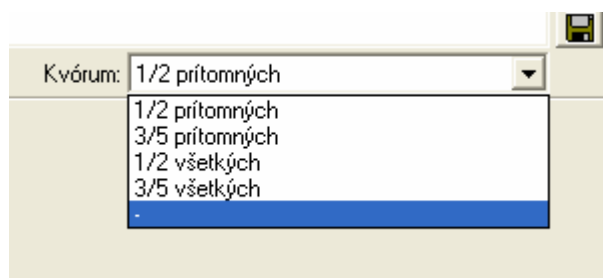 Kvórum: 1/2 prítomných
1/2 prítomných
3/5 prítomných
1/2 všetkých
3/5 všetkých
-